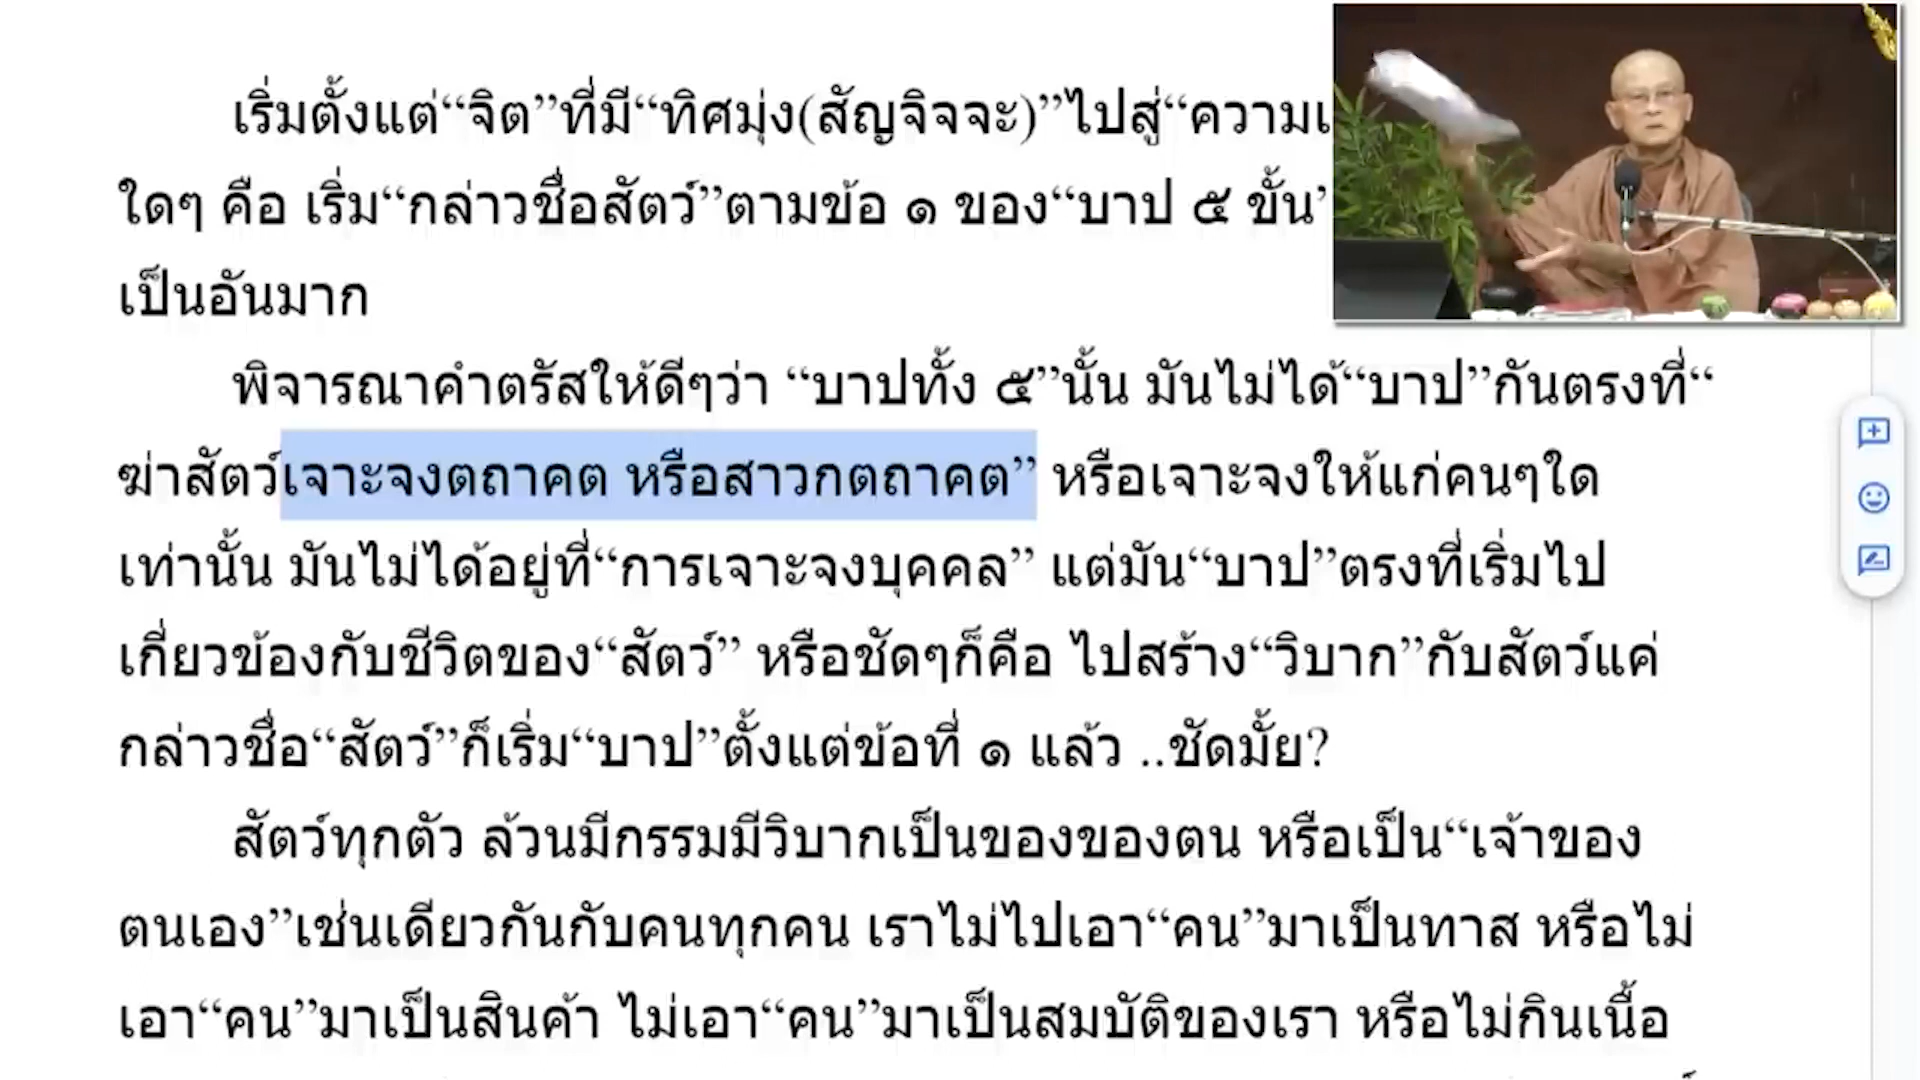 เริ่มตั้งแต่“จิต”ที่มี“ทิศมุ่ง(สัญจิจจะ)”ไปสู่“ความ
ใดๆ คือ เริ่ม“กล่าวชื่อสัตว์”ตามข้อ ๑ ของ“บาป ๕ ขั้น”
เป็นอันมาก
พิจารณาคำตรัสให้ดีๆว่า “บาปทั้ง ๕”นั้น มันไม่ได้“บาป”กันตรงที่“
ฆ่าสัตว์เจาะจงตถาคต หรือสาวกตถาคต” หรือเจาะจงให้แก่คนๆใด
เท่านั้น มันไม่ได้อยู่ที่“การเจาะจงบุคคล” แต่มัน“บาป”ตรงที่เริ่มไป
เกี่ยวข้องกับชีวิตของ“สัตว์” หรือชัดๆก็คือ ไปสร้าง“วิบาก”กับสัตว์แค่
กล่าวชื่อ“สัตว์”ก็เริ่ม“บาป”ตั้งแต่ข้อที่ ๑ แล้ว ..ชัดมั้ย?
สัตว์ทุกตัว ล้วนมีกรรมมีวิบากเป็นของของตน หรือเป็น“เจ้าของ
ตนเอง”เช่นเดียวกันกับคนทุกคน เราไม่ไปเอา“คน”มาเป็นทาส หรือไม่
เอา“คน”มาเป็นสินค้า ไม่เอา“คน”มาเป็นสมบัติของเรา หรือไม่กินเนื้อ